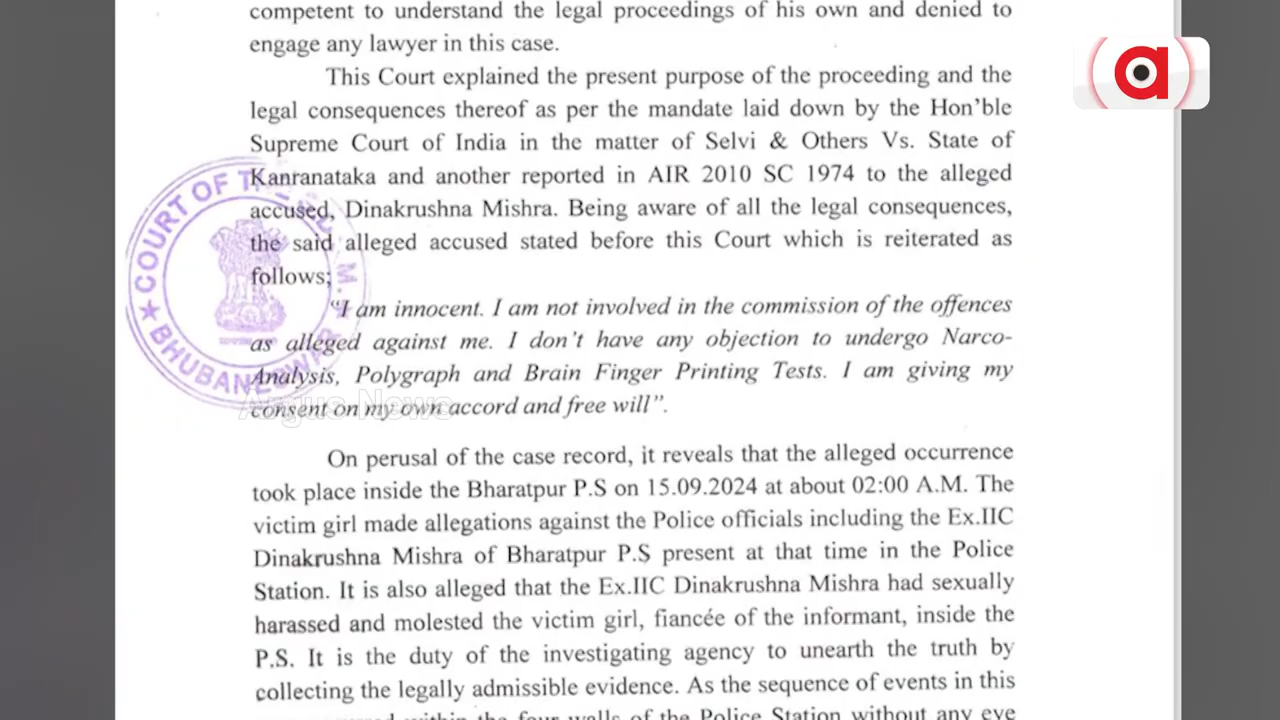 competent to understand the legal proceedings of his own and denied to
engage any lawyer in this case.
This Court explained the present purpose of the proceeding and the
legal consequences thereof as per the mandate laid down by the Hon'ble
Supreme Court of India in the matter of Selvi & Others Vs. State of
Kanranataka and another reported in AIR 2010 SC 1974 to the alleged
accused, Dinakrushna Mishra. Being aware of all the legal consequences,
the said alleged accused stated before this Court which is reiterated as
follows;
"I am innocent. I am not involved in the commission of the offences
as alleged against me. I don't have any objection to undergo Narco-
Analysis, Polygraph and Brain Finger Printing Tests. I am giving my
consent on my own accord and free will".
On perusal of the case record, it reveals that the alleged occurrence
took place inside the Bharatpur P.S on 15.09.2024 at about 02:00 A.M. The
victim girl made allegations against the Police officials including the Ex.IIC
Dinakrushna Mishra of Bharatpur P.S present at that time in the Police
Station. It is also alleged that the Ex.IIC Dinakrushna Mishra had sexually
harassed and molested the victim girl, fiancée of the informant, inside the
P.S. It is the duty of the investigating agency to unearth the truth by
collecting the legally admissible evidence. As the sequence of events in this
within the four walls of the Police Station without any eye
COURT OF
M.
BHUBANESWAR
Argus News
a